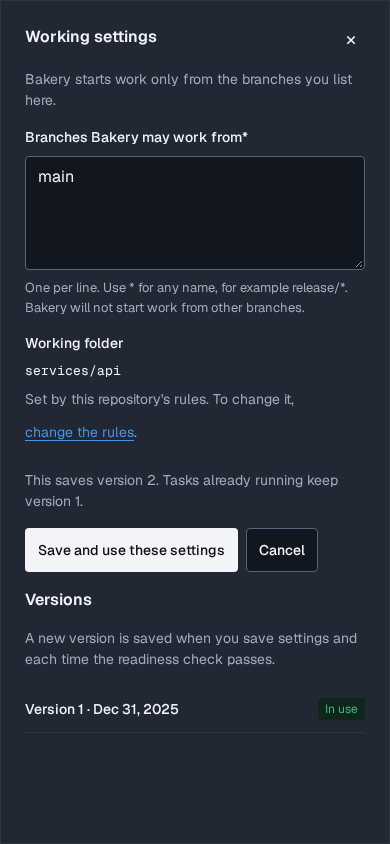 Working settings
×
Bakery starts work only from the branches you list
here.
Branches Bakery may work from*
main
One per line. Use * for any name, for example release/*.
Bakery will not start work from other branches.
Working folder
services/api
Set by this repository's rules. To change it,
change the rules.
This saves version 2. Tasks already running keep
version 1.
Save and use these settings
Cancel
Versions
A new version is saved when you save settings and
each time the readiness check passes.
Version 1 · Dec 31, 2025
In use